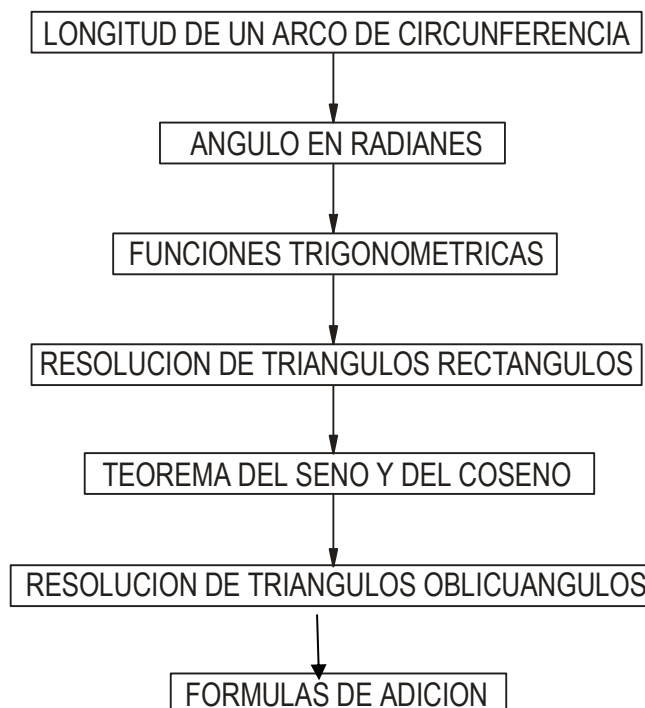 LONGITUD DE UN ARCO DE CIRCUNFERENCIA
ANGULO EN RADIANES
FUNCIONES TRIGONOMETRICAS
RESOLUCION DE TRIANGULOS RECTANGULOS
TEOREMA DEL SENO Y DEL COSENO
RESOLUCION DE TRIANGULOS OBLICUANGULOS
FORMULAS DE ADICION